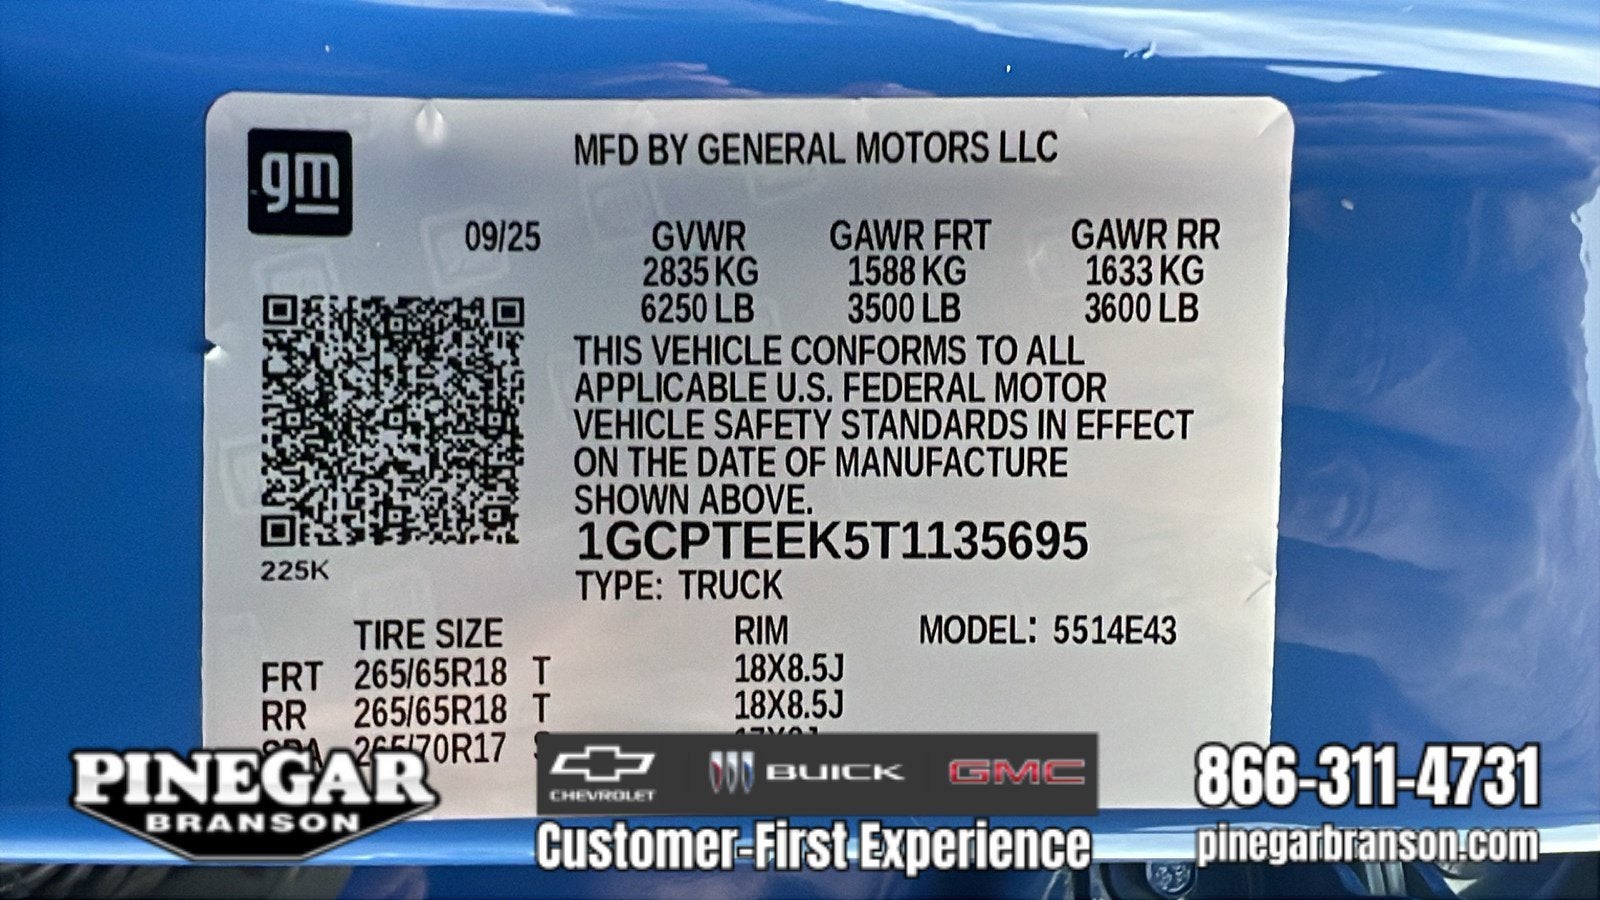 gm
MFD BY GENERAL MOTORS LLC
09/25 GVWR GAWR FRT GAWR RR
2835 KG 1588 KG 1633 KG
6250 LB 3500 LB 3600 LB
THIS VEHICLE CONFORMS TO ALL
APPLICABLE U.S. FEDERAL MOTOR
VEHICLE SAFETY STANDARDS IN EFFECT
ON THE DATE OF MANUFACTURE
SHOWN ABOVE.
1GCPTEEK5T1135695
225K
TYPE: TRUCK
TIRE SIZE RIM MODEL: 5514E43
FRT 265/65R18 T 18X8.5J
RR 265/65R18 T 18X8.5J
SPA 265/70R17
PINEGAR
BRANSON
CHEVROLET
BUICK
GMC
Customer-First Experience
866-311-4731
pinegarbranson.com